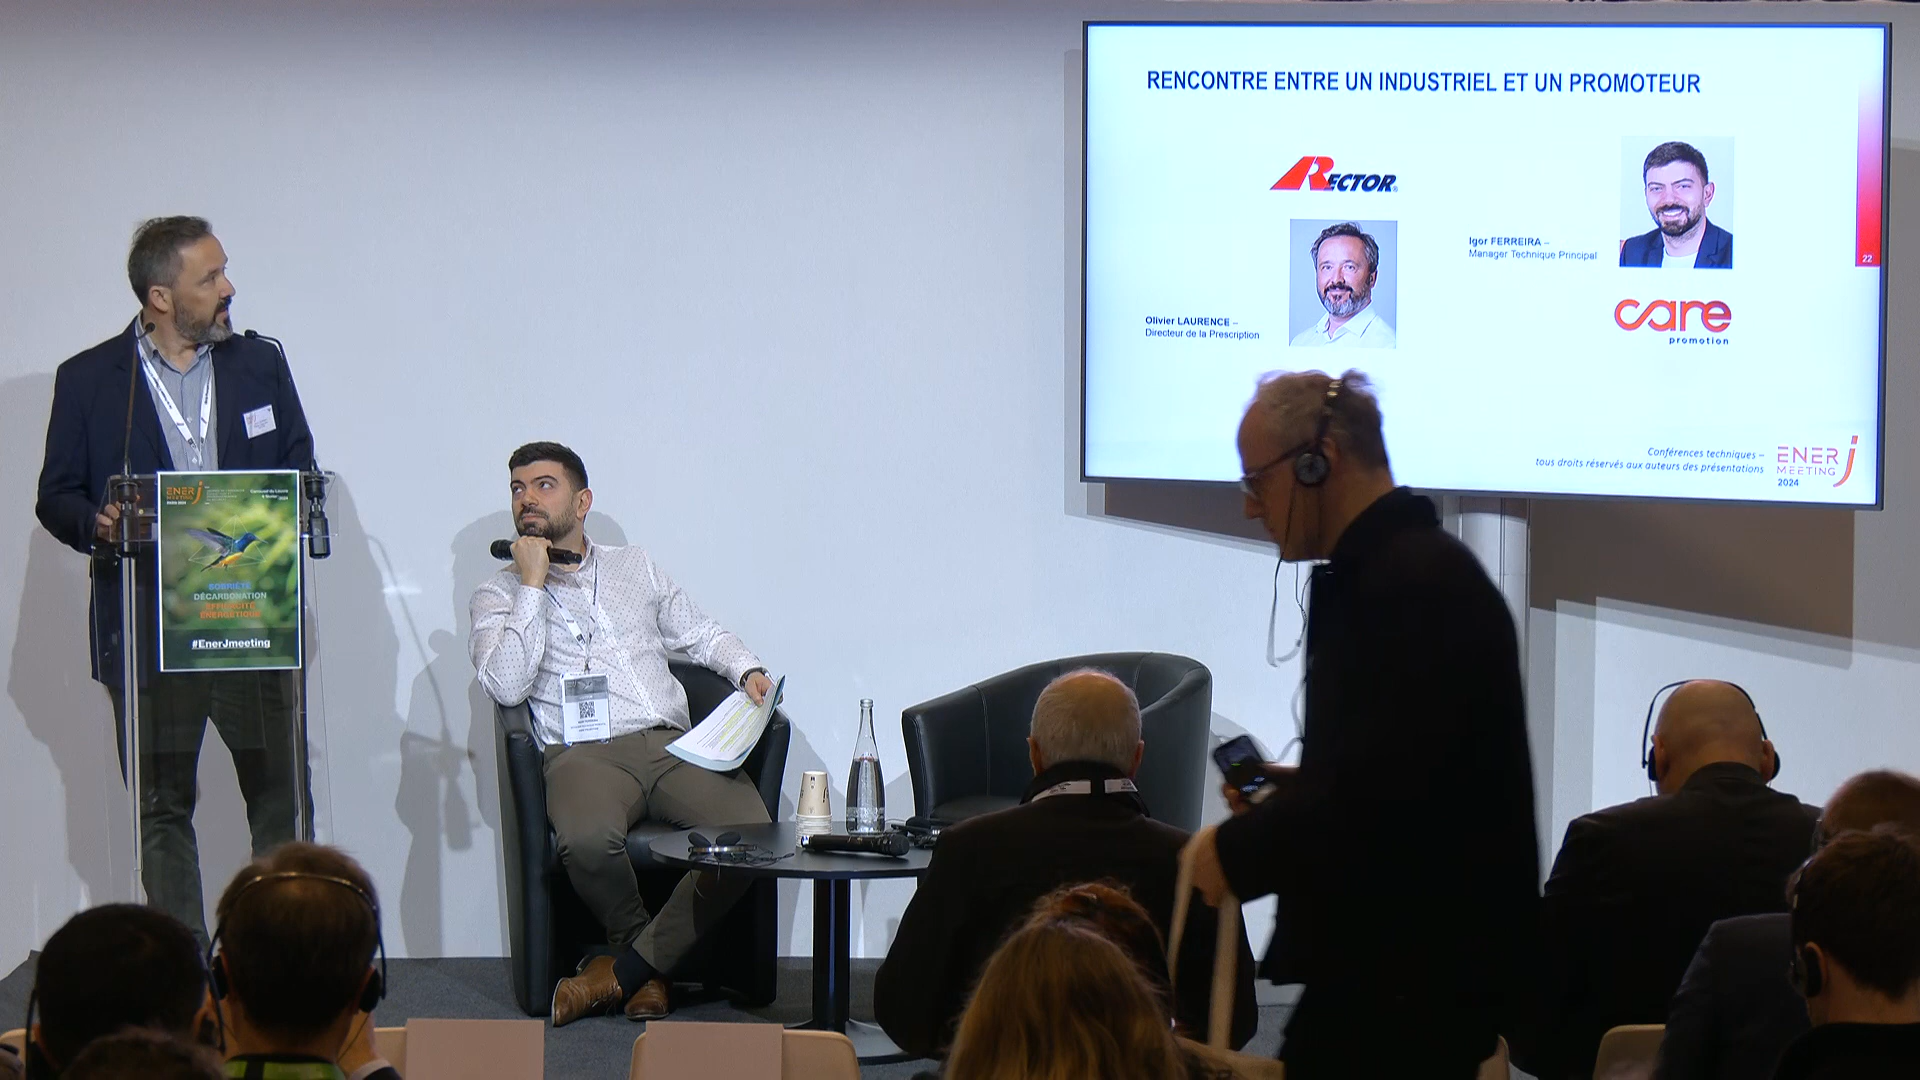 RENCONTRE ENTRE UN INDUSTRIEL ET UN PROMOTEUR
RECTOR
Igor FERREIRA –
Manager Technique Principal
22
Olivier LAURENCE –
Directeur de la Prescription
care
promotion
Conférences techniques –
tous droits réservés aux auteurs des présentations
ENERJ
MEETING
2024
ENERJ
MEETING
SOBRIÉTÉ
DÉCARBONATION
EFFICACITÉ
ÉNERGÉTIQUE
#EnerJmeeting